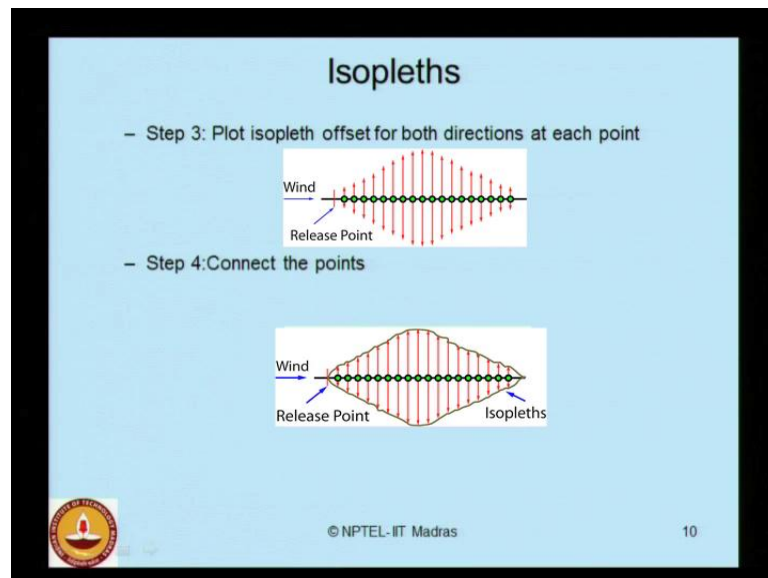 Isopleths
– Step 3: Plot isopleth offset for both directions at each point
Wind
Release Point
– Step 4:Connect the points
Wind
Release Point
Isopleths
© NPTEL-IIT Madras
10